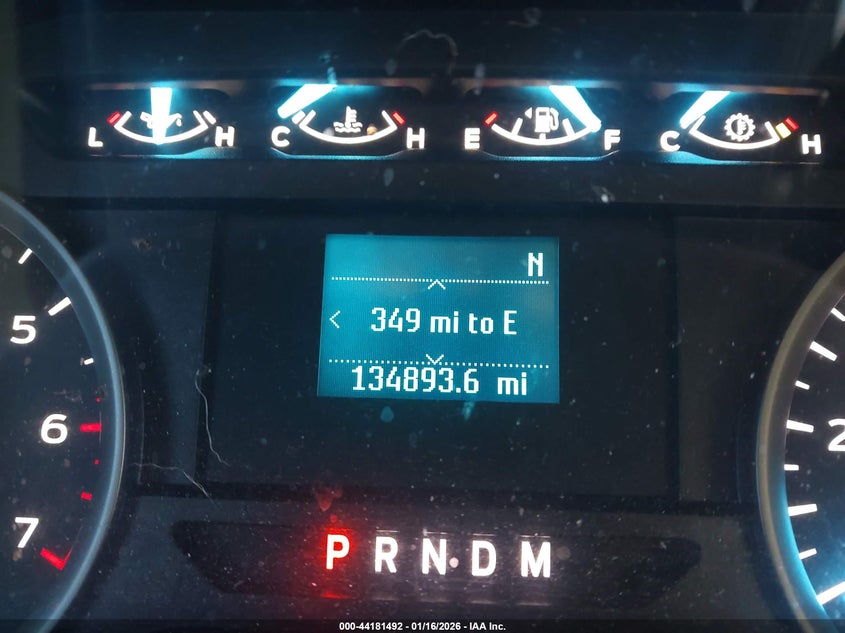 L H C H E F C H
N
349 mi to E
134893.6 mi
5
6
7
2
P R N D M
000-44181492 - 01/16/2026 - IAA Inc.